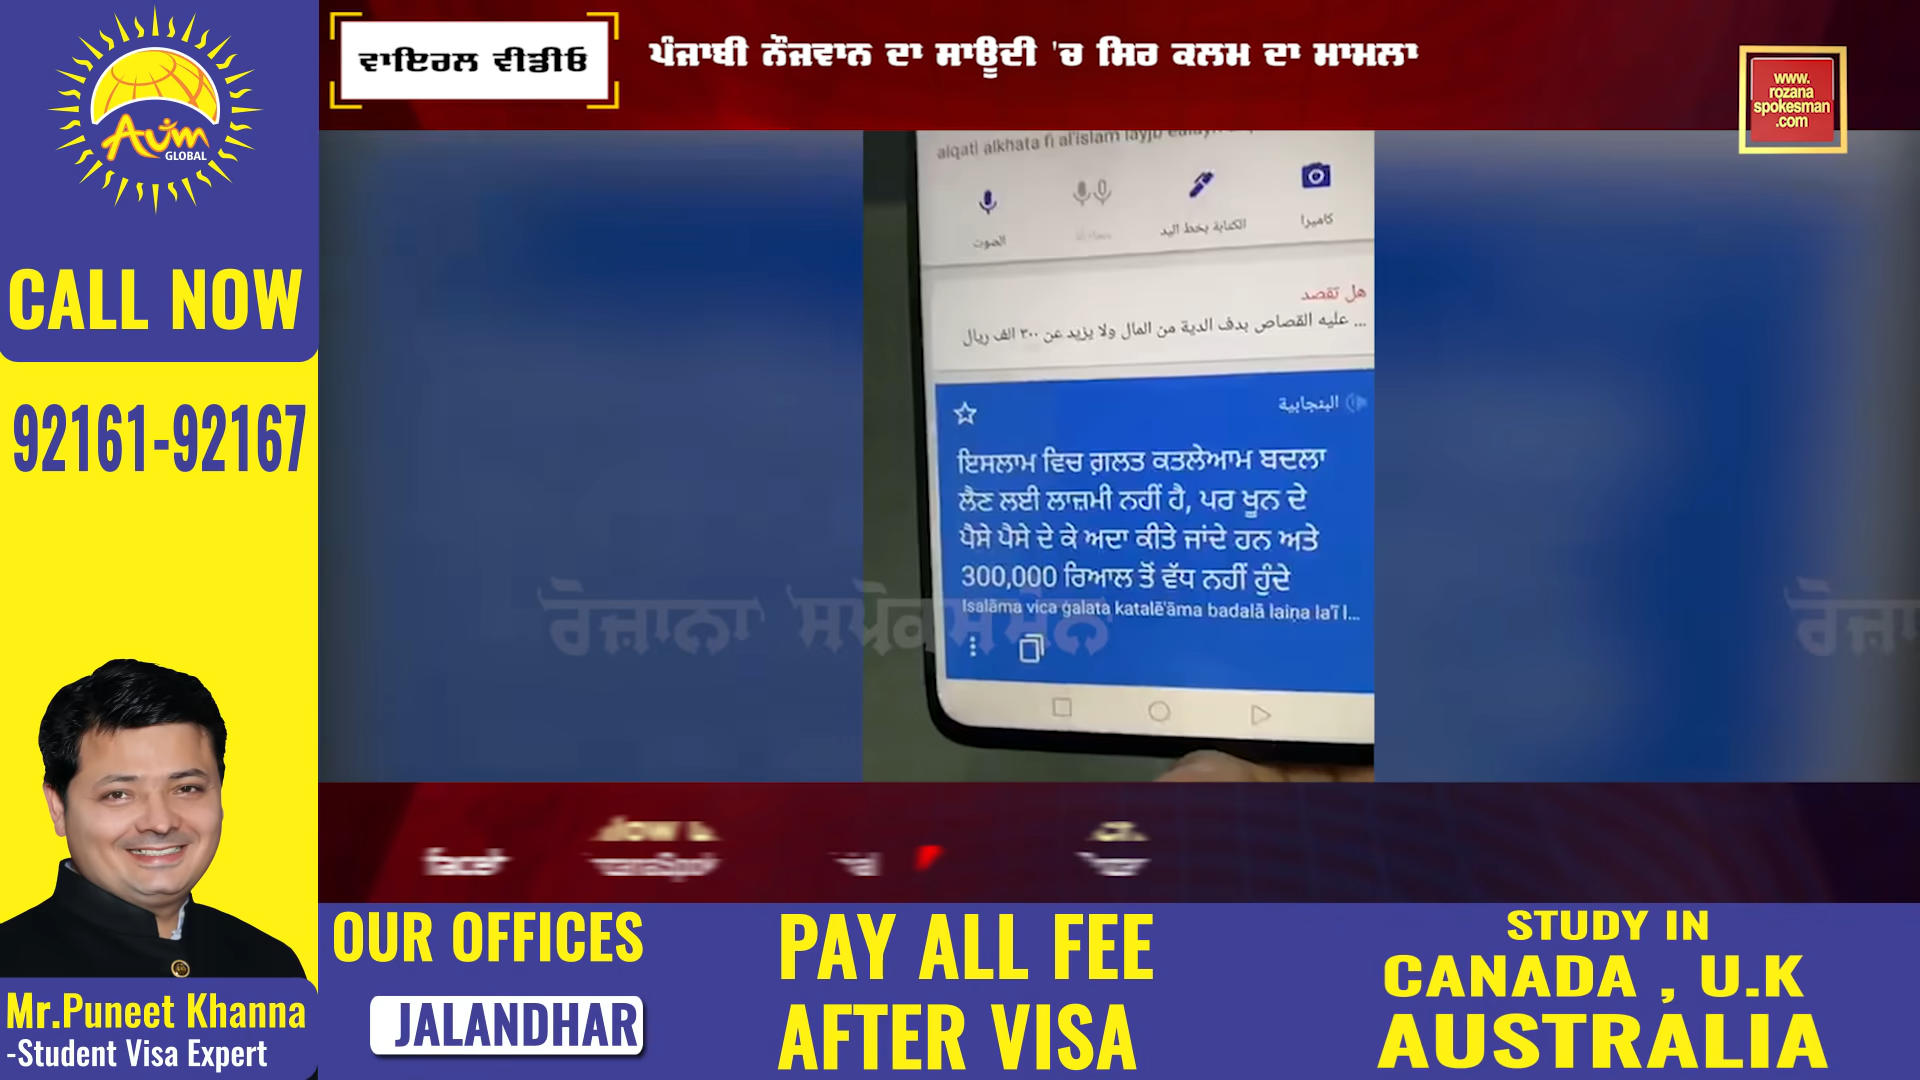 Aum
GLOBAL
CALL NOW
92161-92167
Mr.Puneet Khanna
-Student Visa Expert
ਵਾਇਰਲ ਵੀਡੀਓ
ਪੰਜਾਬੀ ਨੌਜਵਾਨ ਦਾ ਸਾਊਦੀ 'ਚ ਸਿਰ ਕਲਮ ਦਾ ਮਾਮਲਾ
www.
rozana
spokesman
.com
alqatl alkhata fi al'islam
الصوت
الكتابة بخط اليد
كاميرا
هل تقصد
... عليه القصاص بدف الدية من المال ولا يزيد عن ٣٠٠ الف ريال
البنجابية
ਇਸਲਾਮ ਵਿਚ ਗ਼ਲਤ ਕਤਲੇਆਮ ਬਦਲਾ
ਲੈਣ ਲਈ ਲਾਜ਼ਮੀ ਨਹੀਂ ਹੈ, ਪਰ ਖੂਨ ਦੇ
ਪੈਸੇ ਪੈਸੇ ਦੇ ਕੇ ਅਦਾ ਕੀਤੇ ਜਾਂਦੇ ਹਨ ਅਤੇ
300,000 ਰਿਆਲ ਤੋਂ ਵੱਧ ਨਹੀਂ ਹੁੰਦੇ
Isalāma vica ġalata katalē'āma badalā laiṇa la'ī l...
ਰੋਜ਼ਾਨਾ ਸਪੋਕਸਮੈਨ
OUR OFFICES
JALANDHAR
PAY ALL FEE
AFTER VISA
STUDY IN
CANADA , U.K
AUSTRALIA